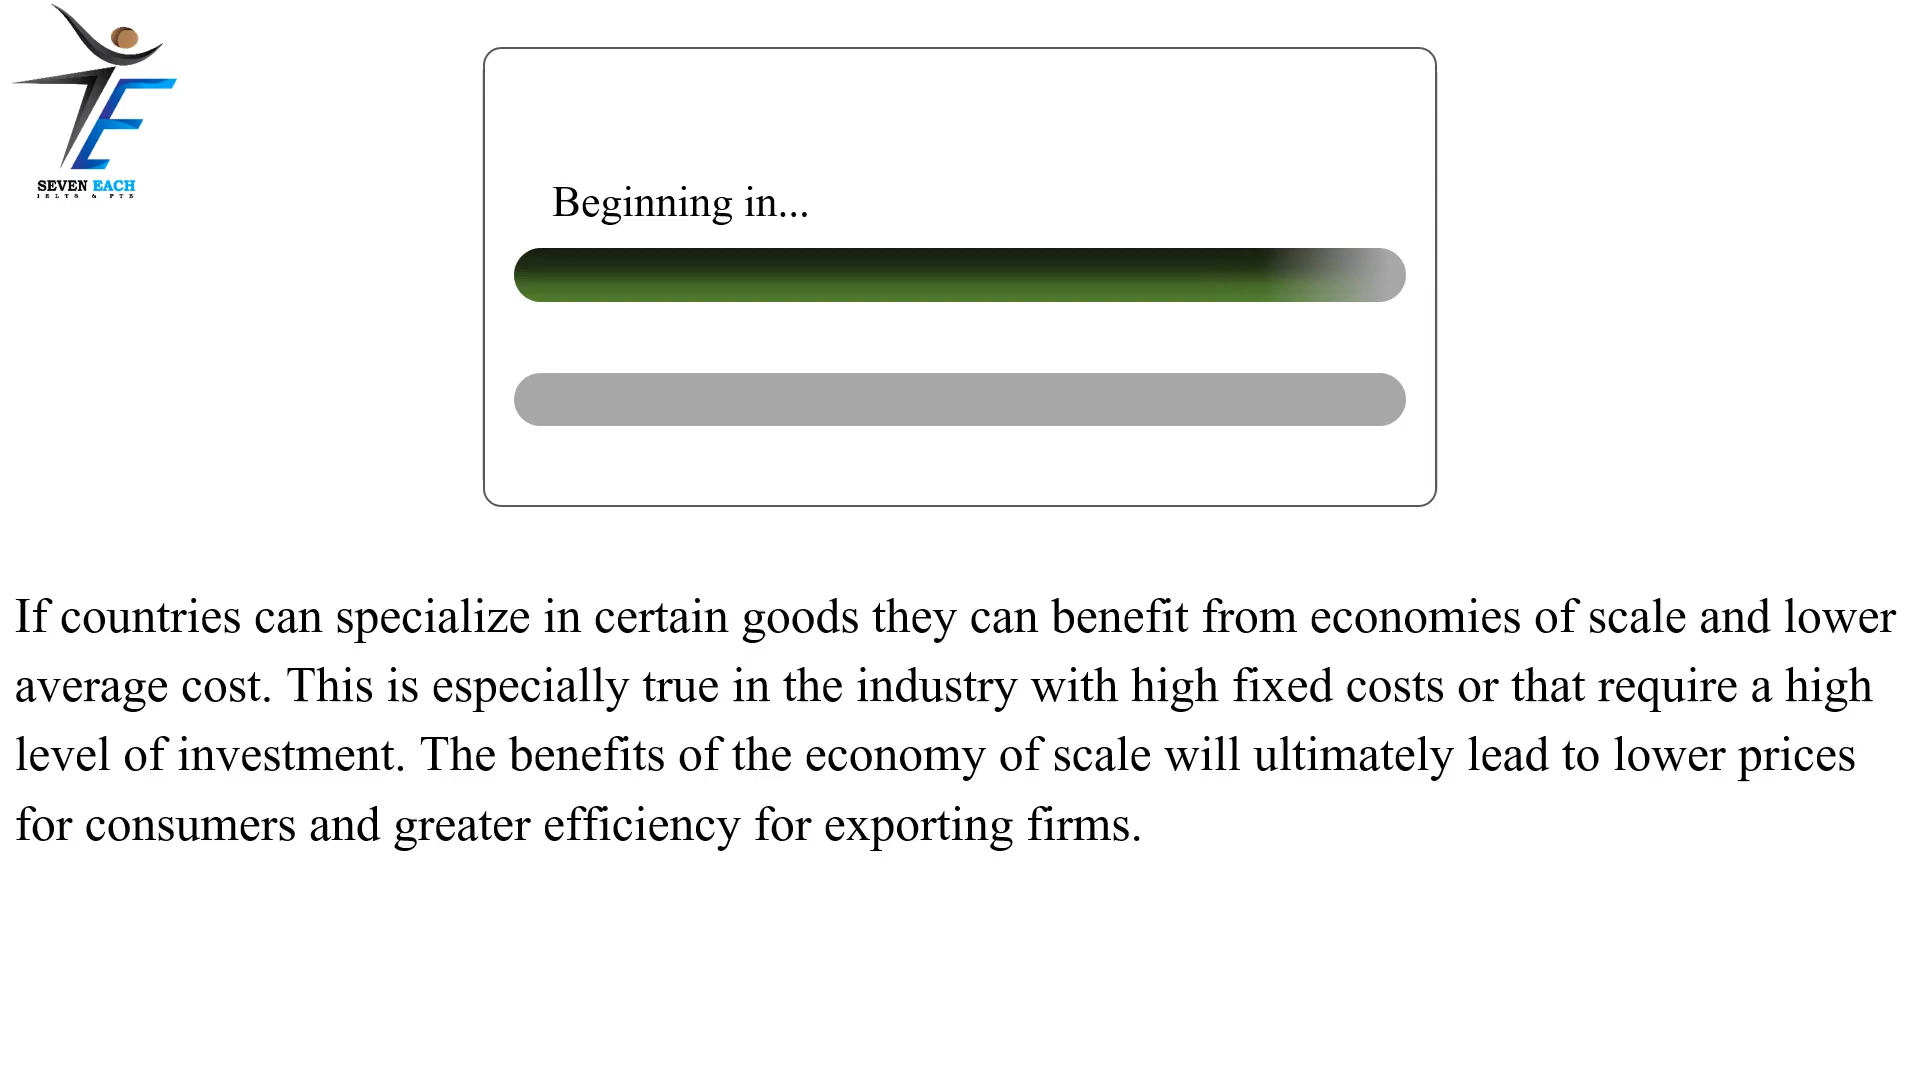 SEVEN EACH
IELTS & PTE
Beginning in...
If countries can specialize in certain goods they can benefit from economies of scale and lower
average cost. This is especially true in the industry with high fixed costs or that require a high
level of investment. The benefits of the economy of scale will ultimately lead to lower prices
for consumers and greater efficiency for exporting firms.